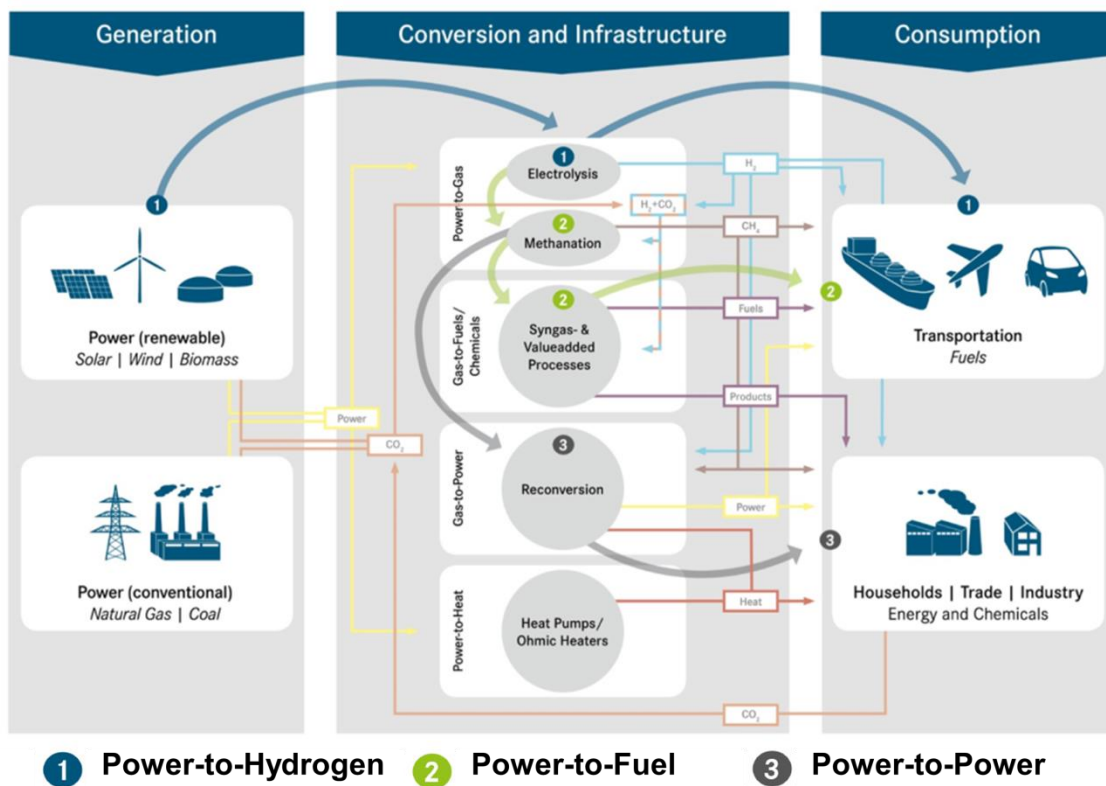 Generation
Conversion and Infrastructure
Consumption
1
Power (renewable)
Solar | Wind | Biomass
Power (conventional)
Natural Gas | Coal
Power
CO₂
Power-to-Gas
1
Electrolysis
2
Methanation
H₂+CO₂
Gas-to-Fuels/
Chemicals
2
Syngas- &
Valueadded
Processes
Gas-to-Power
3
Reconversion
Power-to-Heat
Heat Pumps/
Ohmic Heaters
H₂
CH₄
Fuels
Products
Power
Heat
CO₂
1
2
Transportation
Fuels
3
Households | Trade | Industry
Energy and Chemicals
1 Power-to-Hydrogen 2 Power-to-Fuel 3 Power-to-Power